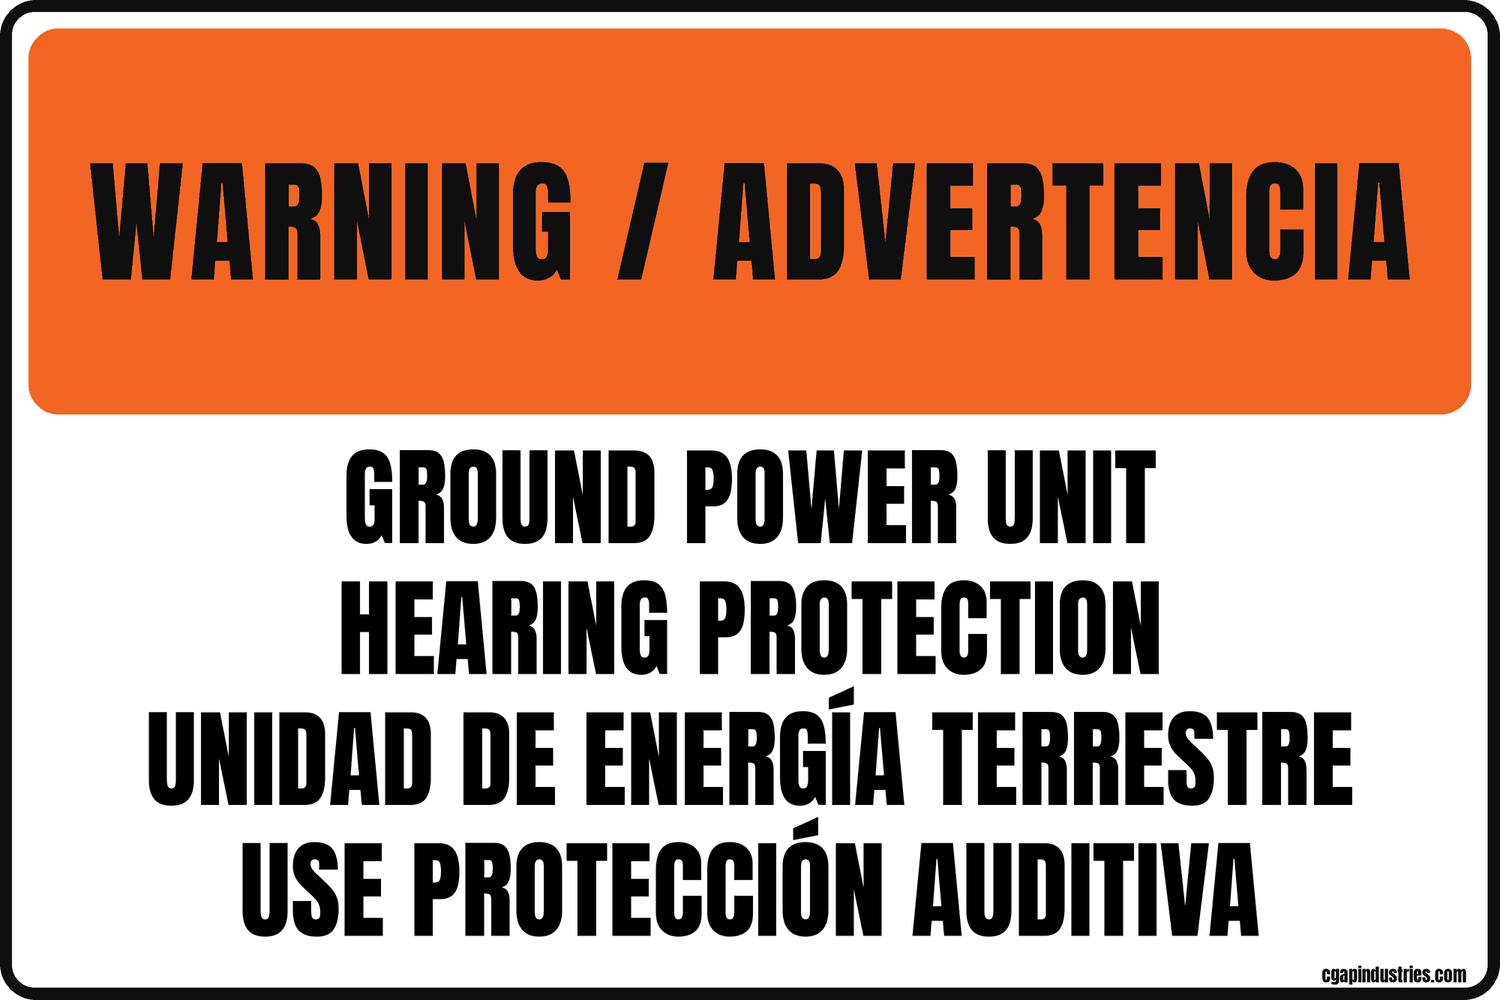 WARNING / ADVERTENCIA
GROUND POWER UNIT
HEARING PROTECTION
UNIDAD DE ENERGÍA TERRESTRE
USE PROTECCIÓN AUDITIVA
cgapindustries.com